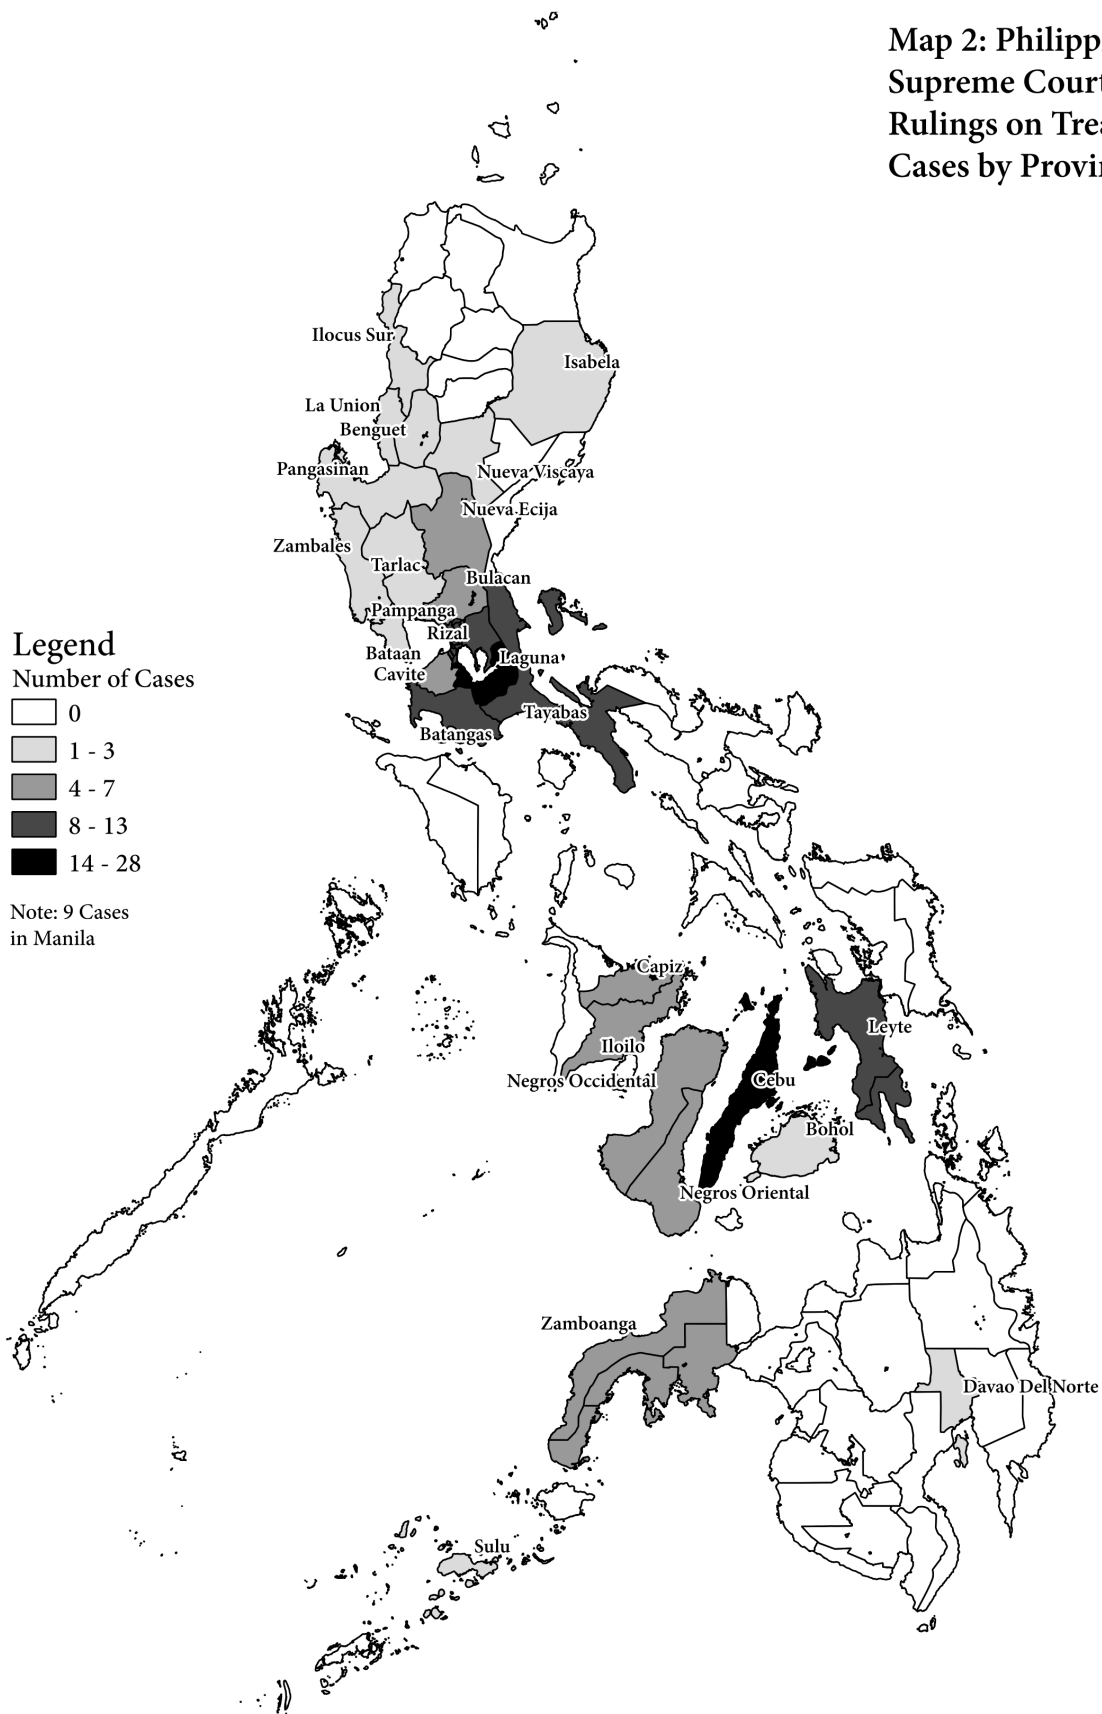 Map 2: Philipp
Supreme Court
Rulings on Trea
Cases by Provin
Ilocus Sur
Isabela
La Union
Benguet
Pangasinan
Nueva Viscaya
Nueva Ecija
Zambales
Tarlac
Bulacan
Pampanga
Rizal
Bataan
Laguna
Cavite
Tayabas
Batangas
Legend
Number of Cases
0
1 - 3
4 - 7
8 - 13
14 - 28
Note: 9 Cases
in Manila
Capiz
Leyte
Iloilo
Negros Occidental
Cebu
Bohol
Negros Oriental
Zamboanga
Davao Del Norte
Sulu